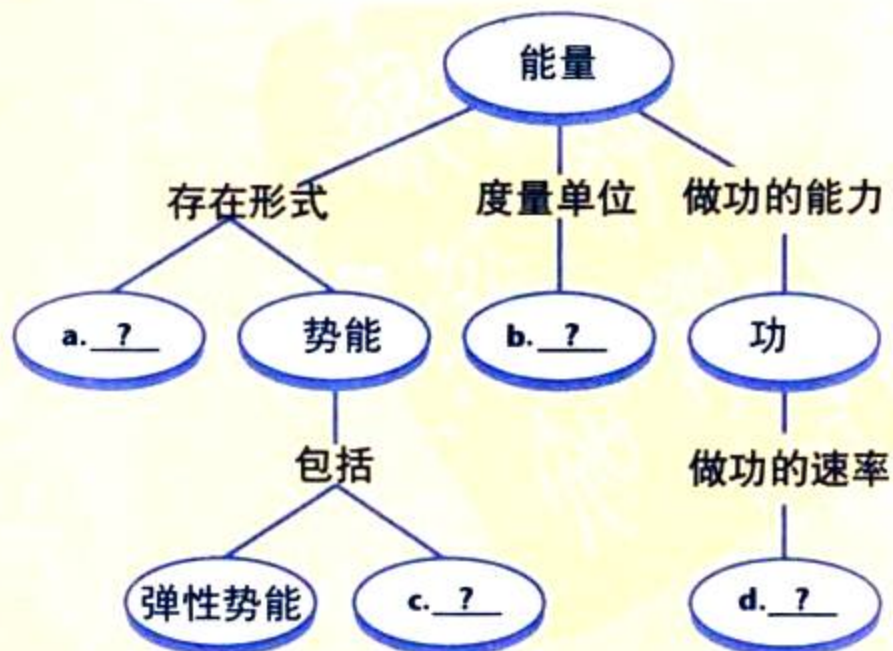 能量
存在形式 度量单位 做功的能力
a. ? 势能 b. ? 功
包括 做功的速率
弹性势能 c. ? d. ?